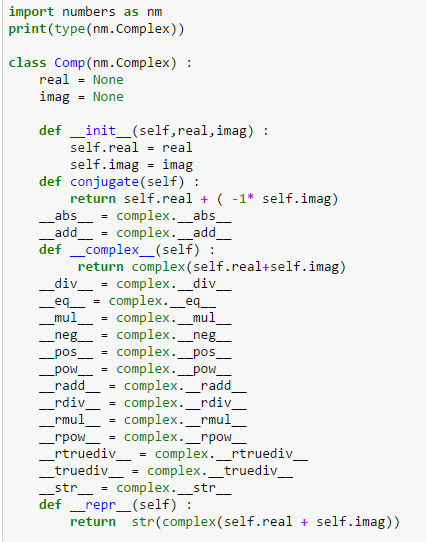 import numbers as nm
print(type(nm.Complex))

class Comp(nm.Complex) :
    real = None
    imag = None

    def __init__(self,real,imag) :
        self.real = real
        self.imag = imag
    def conjugate(self) :
        return self.real + ( -1* self.imag)
    __abs__ = complex.__abs__
    __add__ = complex.__add__
    def __complex__(self) :
         return complex(self.real+self.imag)
    __div__ = complex.__div__
    __eq__ = complex.__eq__
    __mul__ = complex.__mul__
    __neg__ = complex.__neg__
    __pos__ = complex.__pos__
    __pow__ = complex.__pow__
    __radd__ = complex.__radd__
    __rdiv__ = complex.__rdiv__
    __rmul__ = complex.__rmul__
    __rpow__ = complex.__rpow__
    __rtruediv__ = complex.__rtruediv__
    __truediv__ = complex.__truediv__
    __str__ = complex.__str__
    def __repr__(self) :
        return  str(complex(self.real + self.imag))